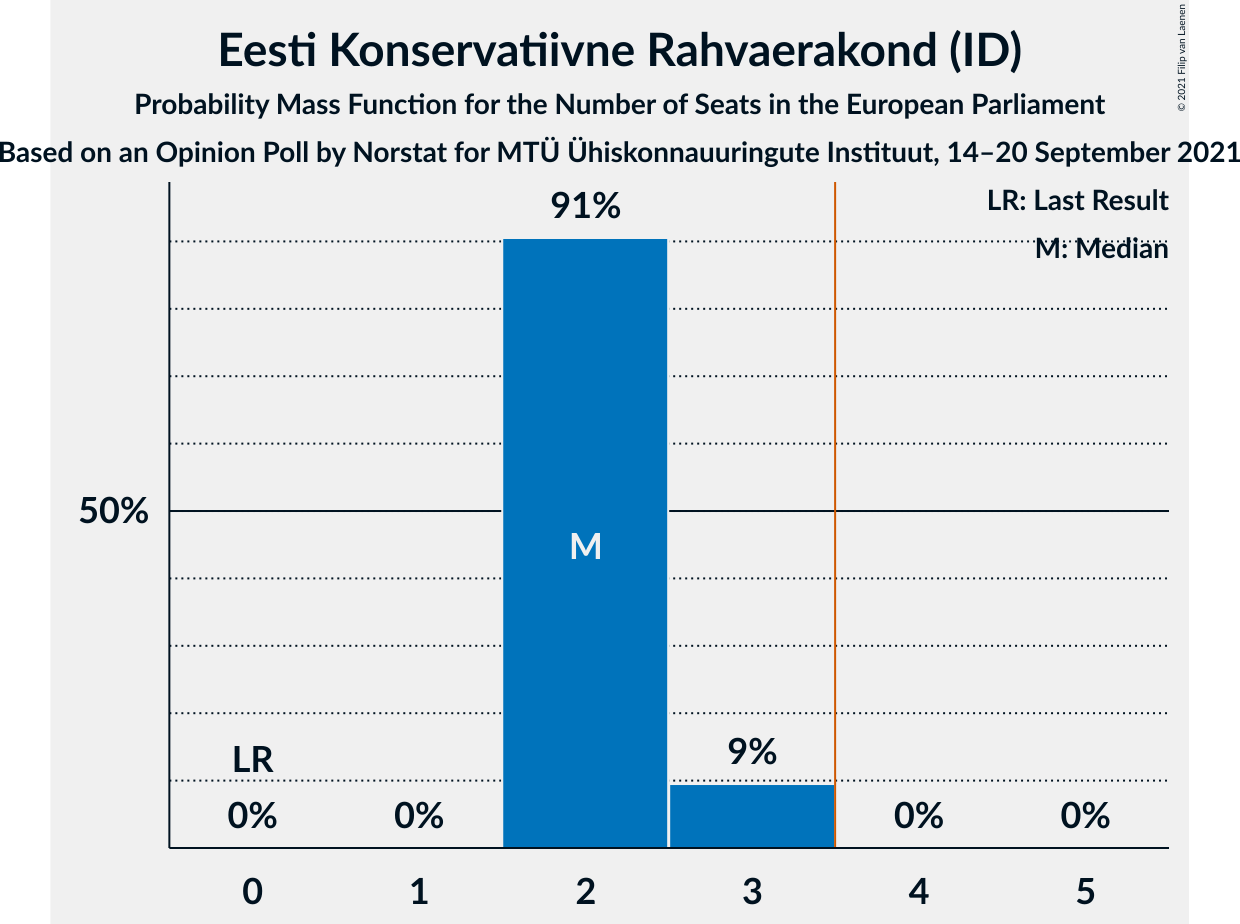 Eesti Konservatiivne Rahvaerakond (ID)
Probability Mass Function for the Number of Seats in the European Parliament
Based on an Opinion Poll by Norstat for MTÜ Ühiskonnauuringute Instituut, 14–20 September 2021
© 2021 Filip van Laenen
LR: Last Result
M: Median
91%
50%
M
LR
9%
0%
0%
0%
0%
0
1
2
3
4
5